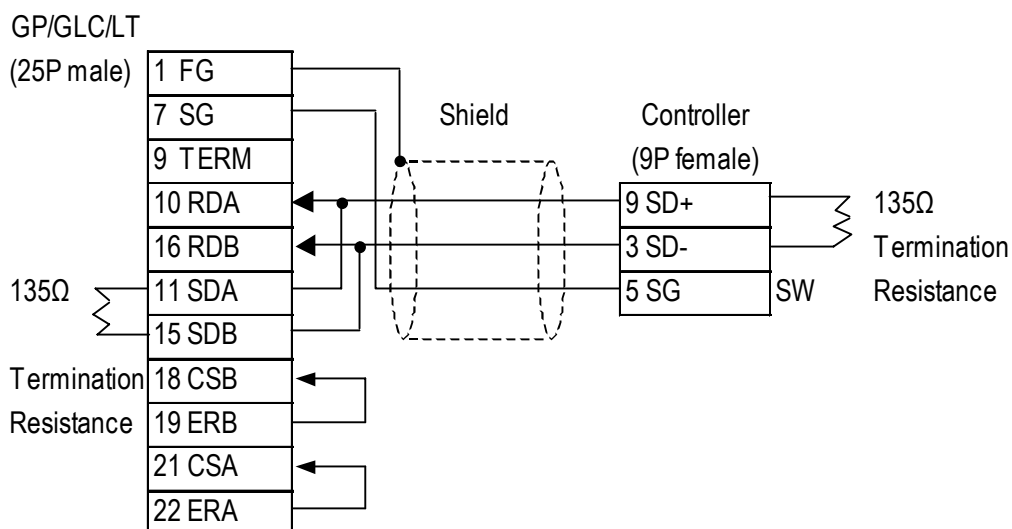 GP/GLC/LT
(25P male)
1 FG
7 SG
9 TERM
10 RDA
16 RDB
11 SDA
15 SDB
18 CSB
19 ERB
21 CSA
22 ERA
135Ω
Termination
Resistance
Shield
Controller
(9P female)
9 SD+
3 SD-
5 SG
SW
135Ω
Termination
Resistance